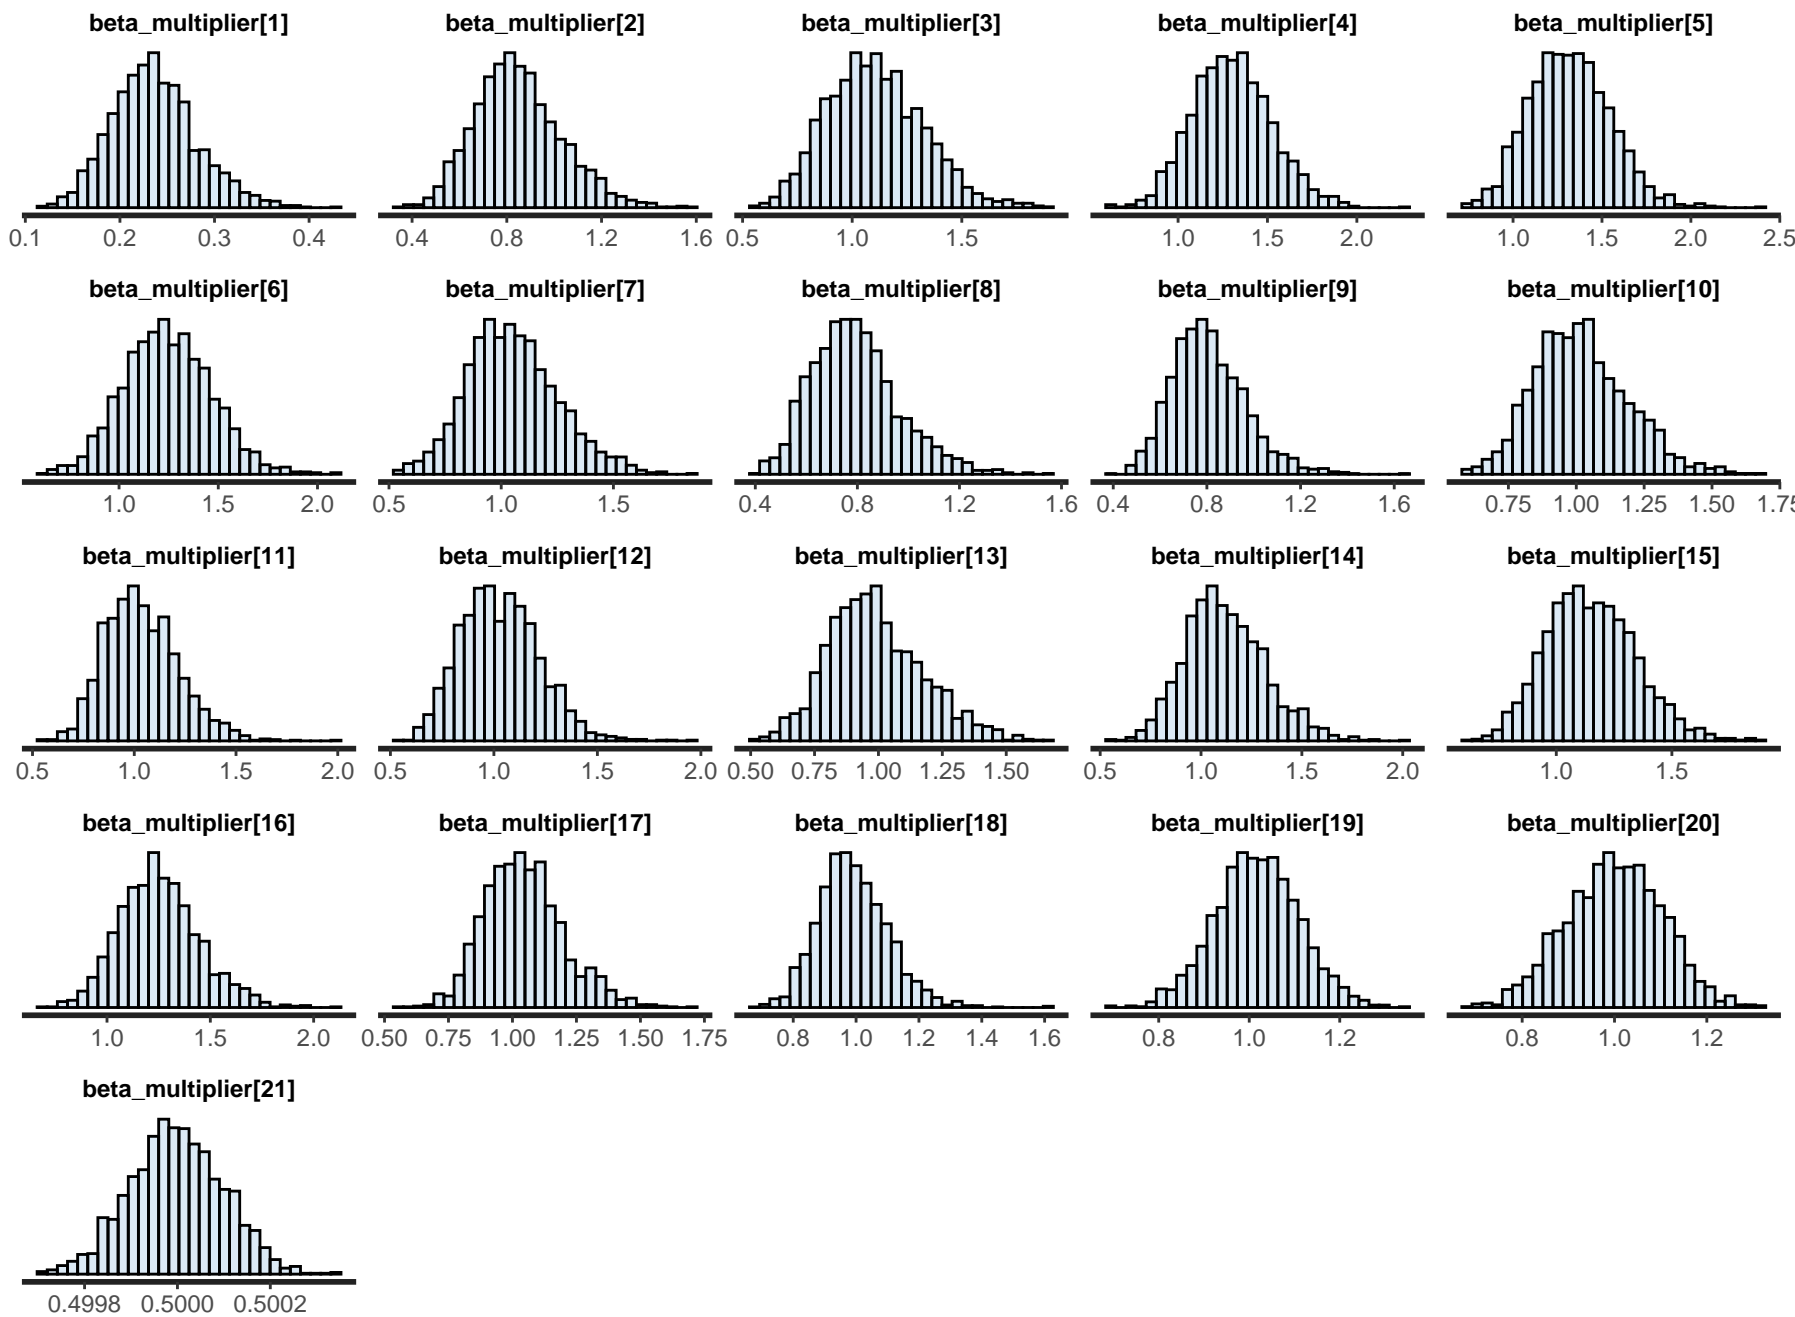 beta_multiplier[1] beta_multiplier[2] beta_multiplier[3] beta_multiplier[4] beta_multiplier[5]
0.1 0.2 0.3 0.4 0.4 0.8 1.2 1.6 0.5 1.0 1.5 1.0 1.5 2.0 1.0 1.5 2.0 2.5
beta_multiplier[6] beta_multiplier[7] beta_multiplier[8] beta_multiplier[9] beta_multiplier[10]
1.0 1.5 2.0 0.5 1.0 1.5 0.4 0.8 1.2 1.6 0.4 0.8 1.2 1.6 0.75 1.00 1.25 1.50 1.75
beta_multiplier[11] beta_multiplier[12] beta_multiplier[13] beta_multiplier[14] beta_multiplier[15]
0.5 1.0 1.5 2.0 0.5 1.0 1.5 2.0 0.50 0.75 1.00 1.25 1.50 0.5 1.0 1.5 2.0 1.0 1.5
beta_multiplier[16] beta_multiplier[17] beta_multiplier[18] beta_multiplier[19] beta_multiplier[20]
1.0 1.5 2.0 0.50 0.75 1.00 1.25 1.50 1.75 0.8 1.0 1.2 1.4 1.6 0.8 1.0 1.2 0.8 1.0 1.2
beta_multiplier[21]
0.4998 0.5000 0.5002